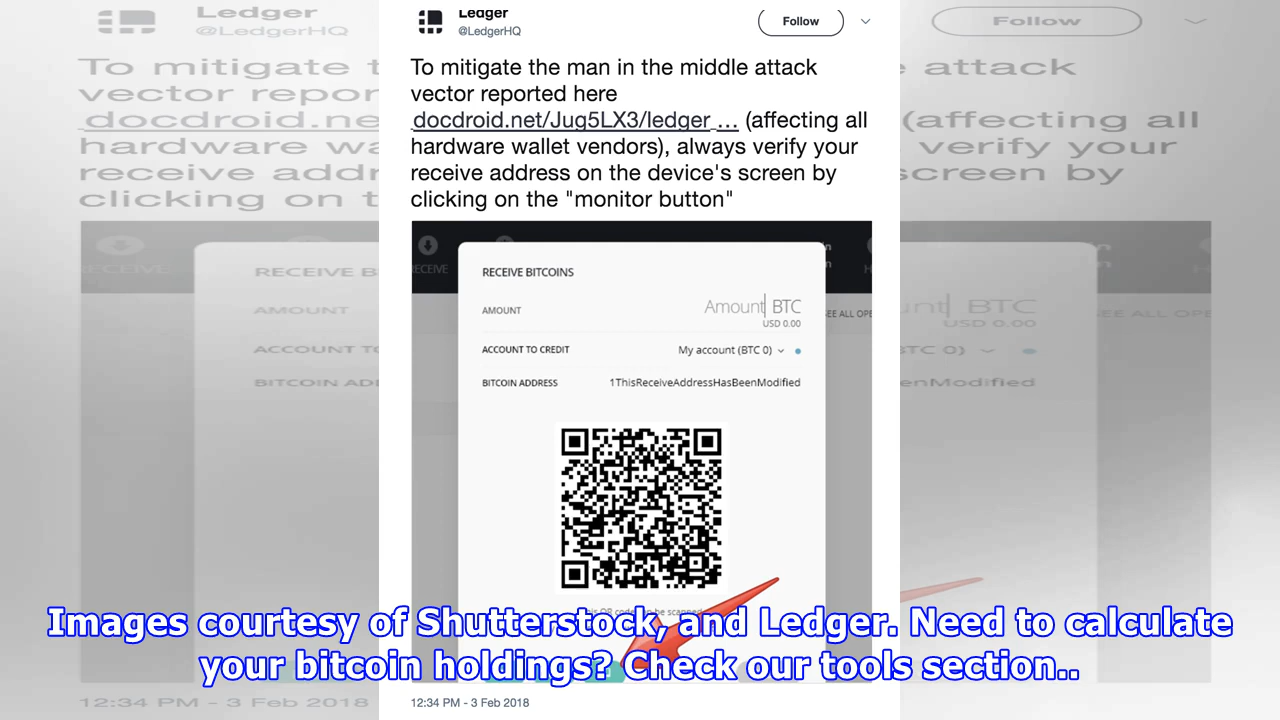 Ledger
@LedgerHQ
Follow
To mitigate the man in the middle attack
vector reported here
docdroid.net/Jug5LX3/ledger ... (affecting all
hardware wallet vendors), always verify your
receive address on the device's screen by
clicking on the "monitor button"
RECEIVE
RECEIVE BITCOINS
AMOUNT
Amount BTC
USD 0.00
SEE ALL OPE
ACCOUNT TO CREDIT
My account (BTC 0)
BITCOIN ADDRESS
1ThisReceiveAddressHasBeenModified
Images courtesy of Shutterstock, and Ledger. Need to calculate
your bitcoin holdings? Check our tools section..
12:34 PM - 3 Feb 2018